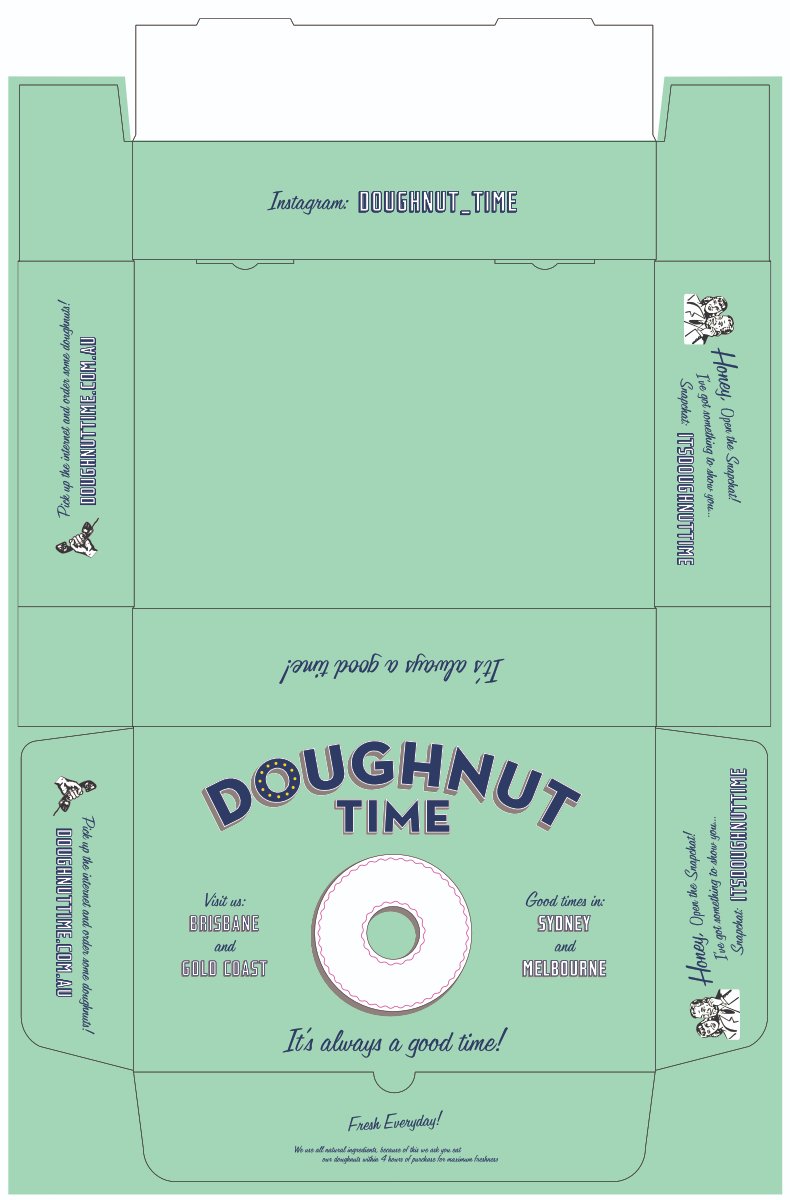 Instagram: DOUGHNUT_TIME
Pick up the internet and order some doughnuts!
DOUGHNUTTIME.COM.AU
Honey, Open the Snapchat!
I've got something to show you...
Snapchat: ITSDOUGHNUTTIME
It's always a good time!
DOUGHNUT
TIME
Pick up the internet and order some doughnuts!
DOUGHNUTTIME.COM.AU
Visit us:
BRISBANE
and
GOLD COAST
Good times in:
SYDNEY
and
MELBOURNE
Honey, Open the Snapchat!
I've got something to show you...
Snapchat: ITSDOUGHNUTTIME
It's always a good time!
Fresh Everyday!
We use all natural ingredients, because of this we ask you eat
our doughnuts within 4 hours of purchase for maximum freshness